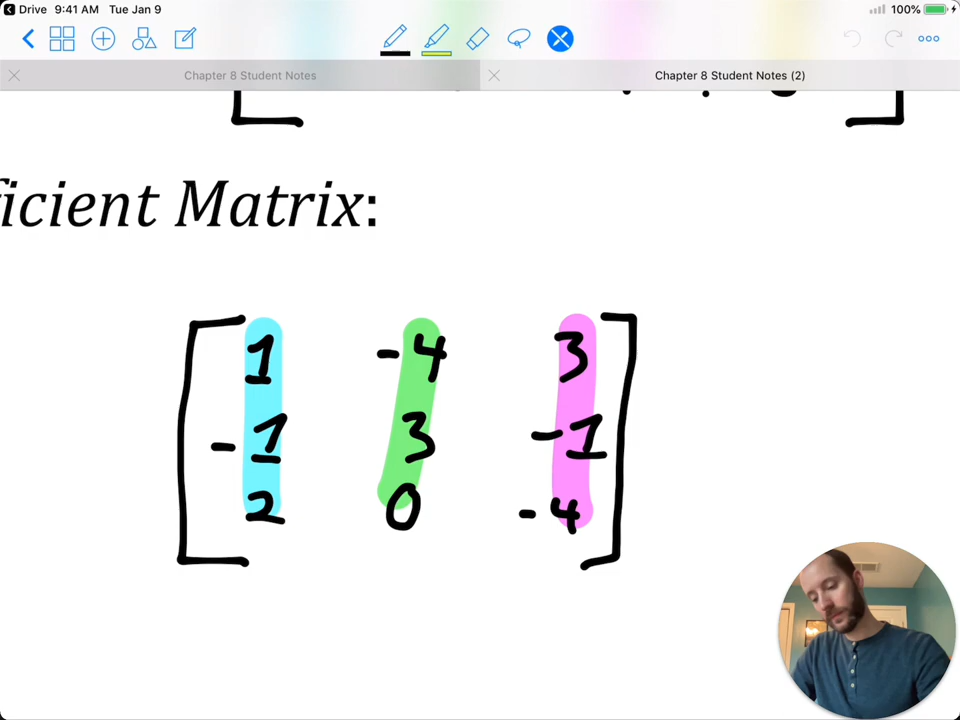 Drive 9:41 AM Tue Jan 9 100%
Chapter 8 Student Notes Chapter 8 Student Notes (2)
ficient Matrix:
1 -4 3
-1 3 -1
2 0 -4